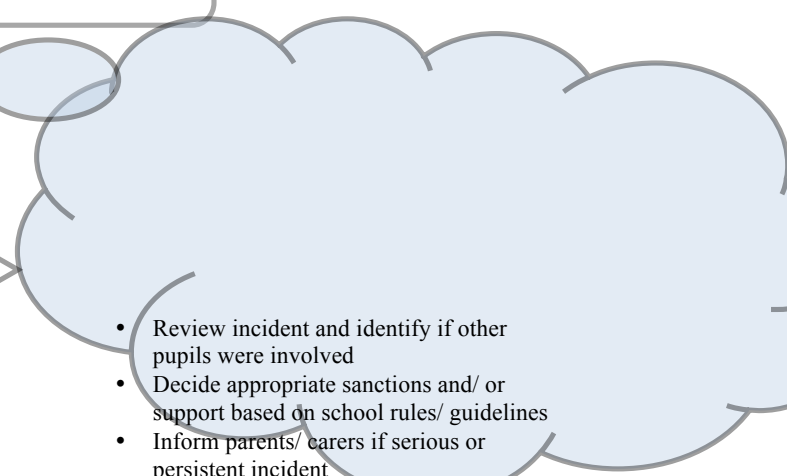 • Review incident and identify if other
pupils were involved
• Decide appropriate sanctions and/ or
support based on school rules/ guidelines
• Inform parents/ carers if serious or
persistent incident